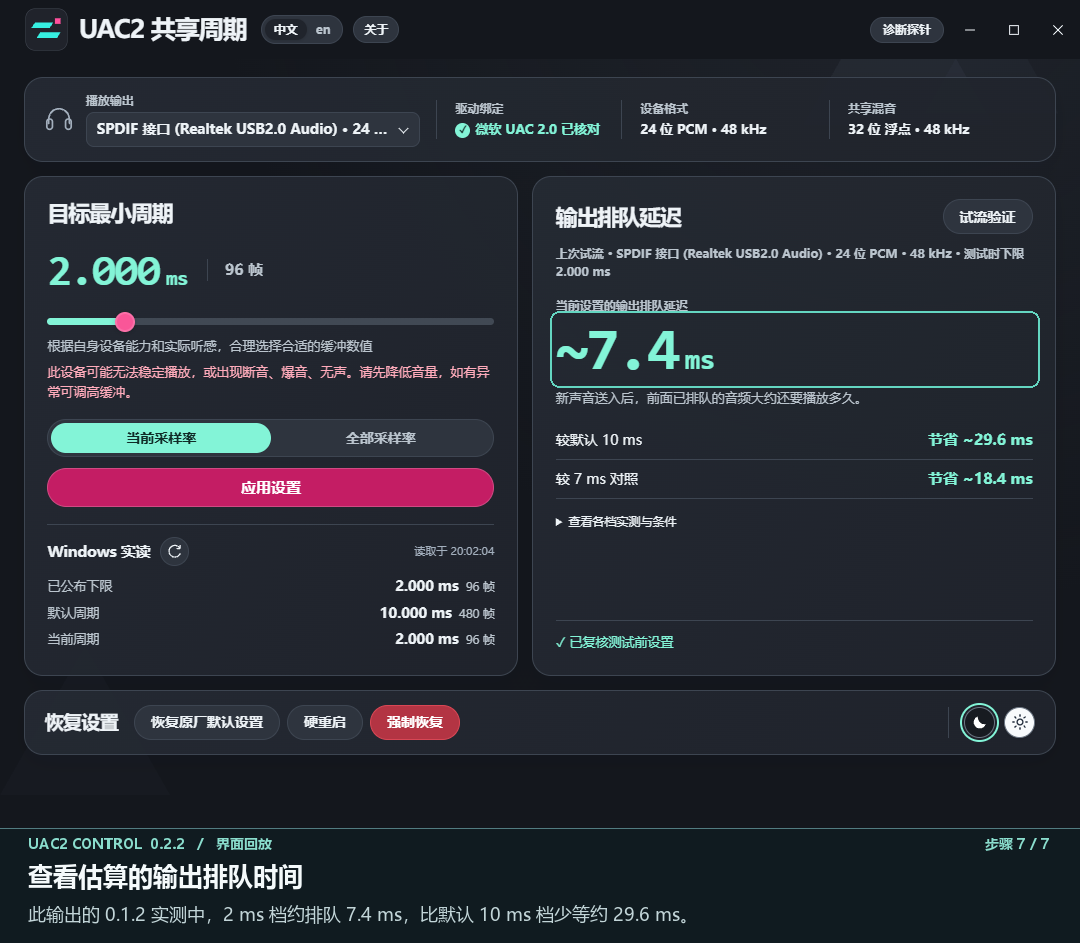 UAC2 共享周期
中文 en
关于
诊断探针
播放输出
SPDIF 接口 (Realtek USB2.0 Audio) • 24 ...
驱动绑定
微软 UAC 2.0 已核对
设备格式
24 位 PCM • 48 kHz
共享混音
32 位 浮点 • 48 kHz
目标最小周期
2.000 ms
96 帧
根据自身设备能力和实际听感，合理选择合适的缓冲数值
此设备可能无法稳定播放，或出现断音、爆音、无声。请先降低音量，如有异
常可调高缓冲。
当前采样率
全部采样率
应用设置
Windows 实读
读取于 20:02:04
已公布下限
2.000 ms 96 帧
默认周期
10.000 ms 480 帧
当前周期
2.000 ms 96 帧
输出排队延迟
试流验证
上次试流 • SPDIF 接口 (Realtek USB2.0 Audio) • 24 位 PCM • 48 kHz • 测试时下限
2.000 ms
当前设置的输出排队延迟
~7.4 ms
新声音送入后，前面已排队的音频大约还要播放多久。
较默认 10 ms
节省 ~29.6 ms
较 7 ms 对照
节省 ~18.4 ms
▶ 查看各档实测与条件
✓ 已复核测试前设置
恢复设置
恢复原厂默认设置
硬重启
强制恢复
UAC2 CONTROL 0.2.2 / 界面回放
步骤 7 / 7
查看估算的输出排队时间
此输出的 0.1.2 实测中，2 ms 档约排队 7.4 ms，比默认 10 ms 档少等约 29.6 ms。